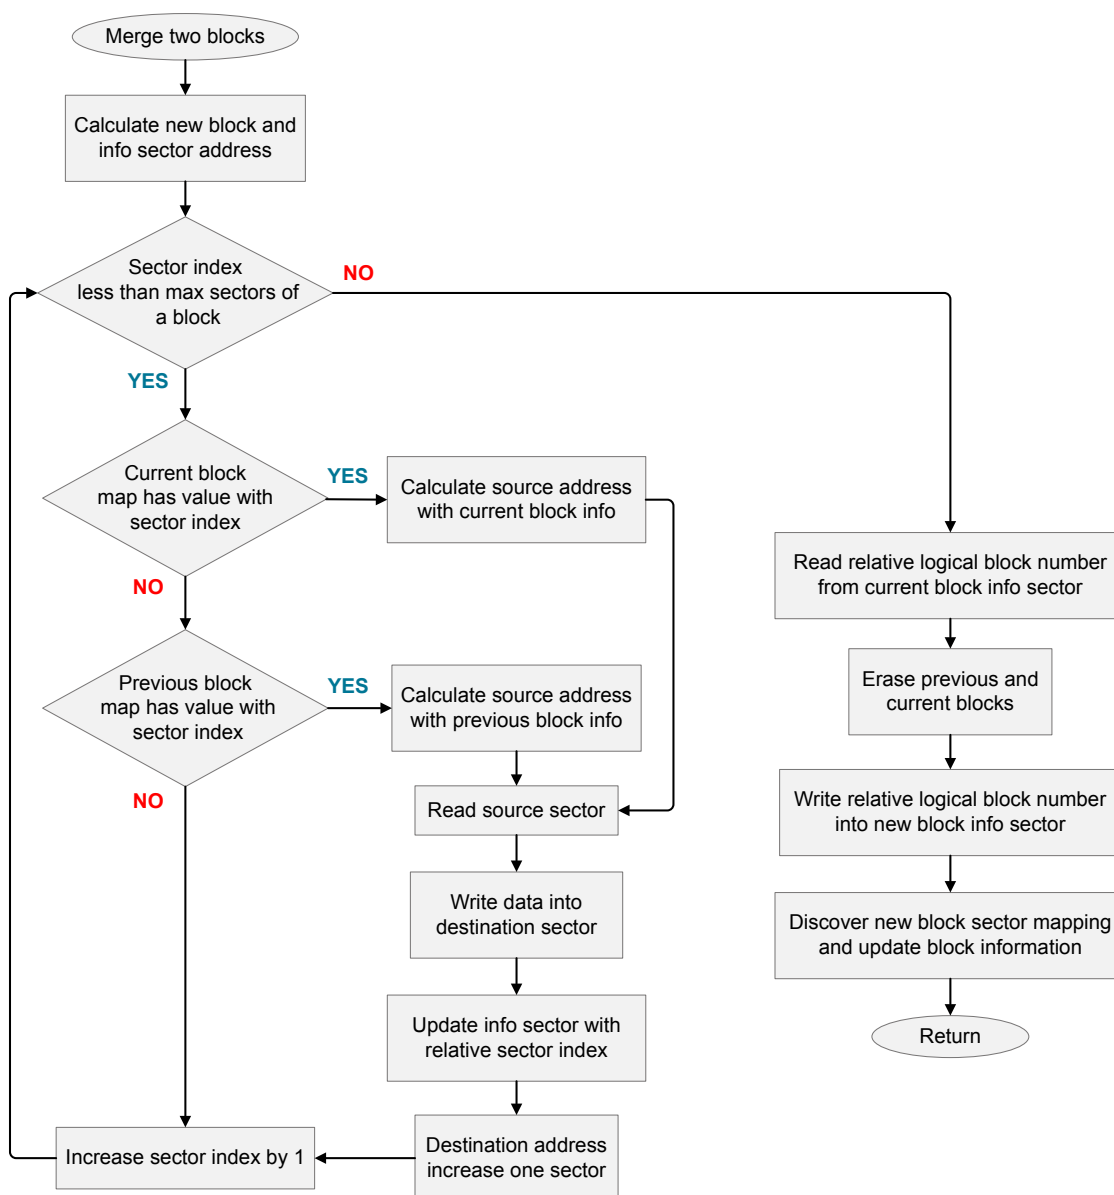 Merge two blocks
Calculate new block and
info sector address
Sector index
less than max sectors of
a block
NO
YES
Current block
map has value with
sector index
YES
Calculate source address
with current block info
NO
Previous block
map has value with
sector index
YES
Calculate source address
with previous block info
NO
Read source sector
Write data into
destination sector
Update info sector with
relative sector index
Destination address
increase one sector
Increase sector index by 1
Read relative logical block number
from current block info sector
Erase previous and
current blocks
Write relative logical block number
into new block info sector
Discover new block sector mapping
and update block information
Return